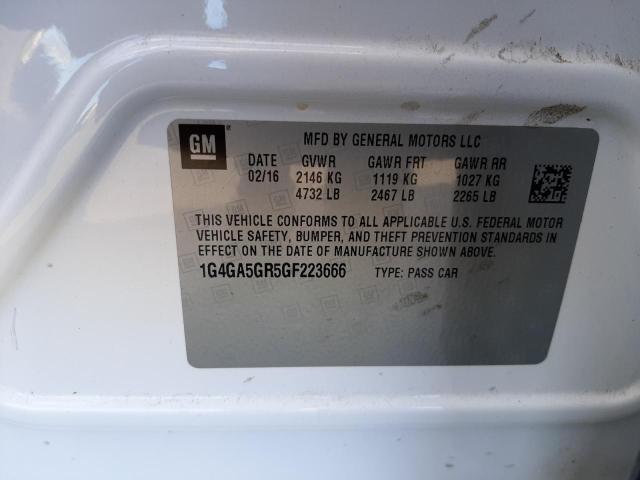 GM
MFD BY GENERAL MOTORS LLC
DATE GVWR GAWR FRT GAWR RR
02/16 2146 KG 1119 KG 1027 KG
4732 LB 2467 LB 2265 LB
THIS VEHICLE CONFORMS TO ALL APPLICABLE U.S. FEDERAL MOTOR
VEHICLE SAFETY, BUMPER, AND THEFT PREVENTION STANDARDS IN
EFFECT ON THE DATE OF MANUFACTURE SHOWN ABOVE.
1G4GA5GR5GF223666 TYPE: PASS CAR